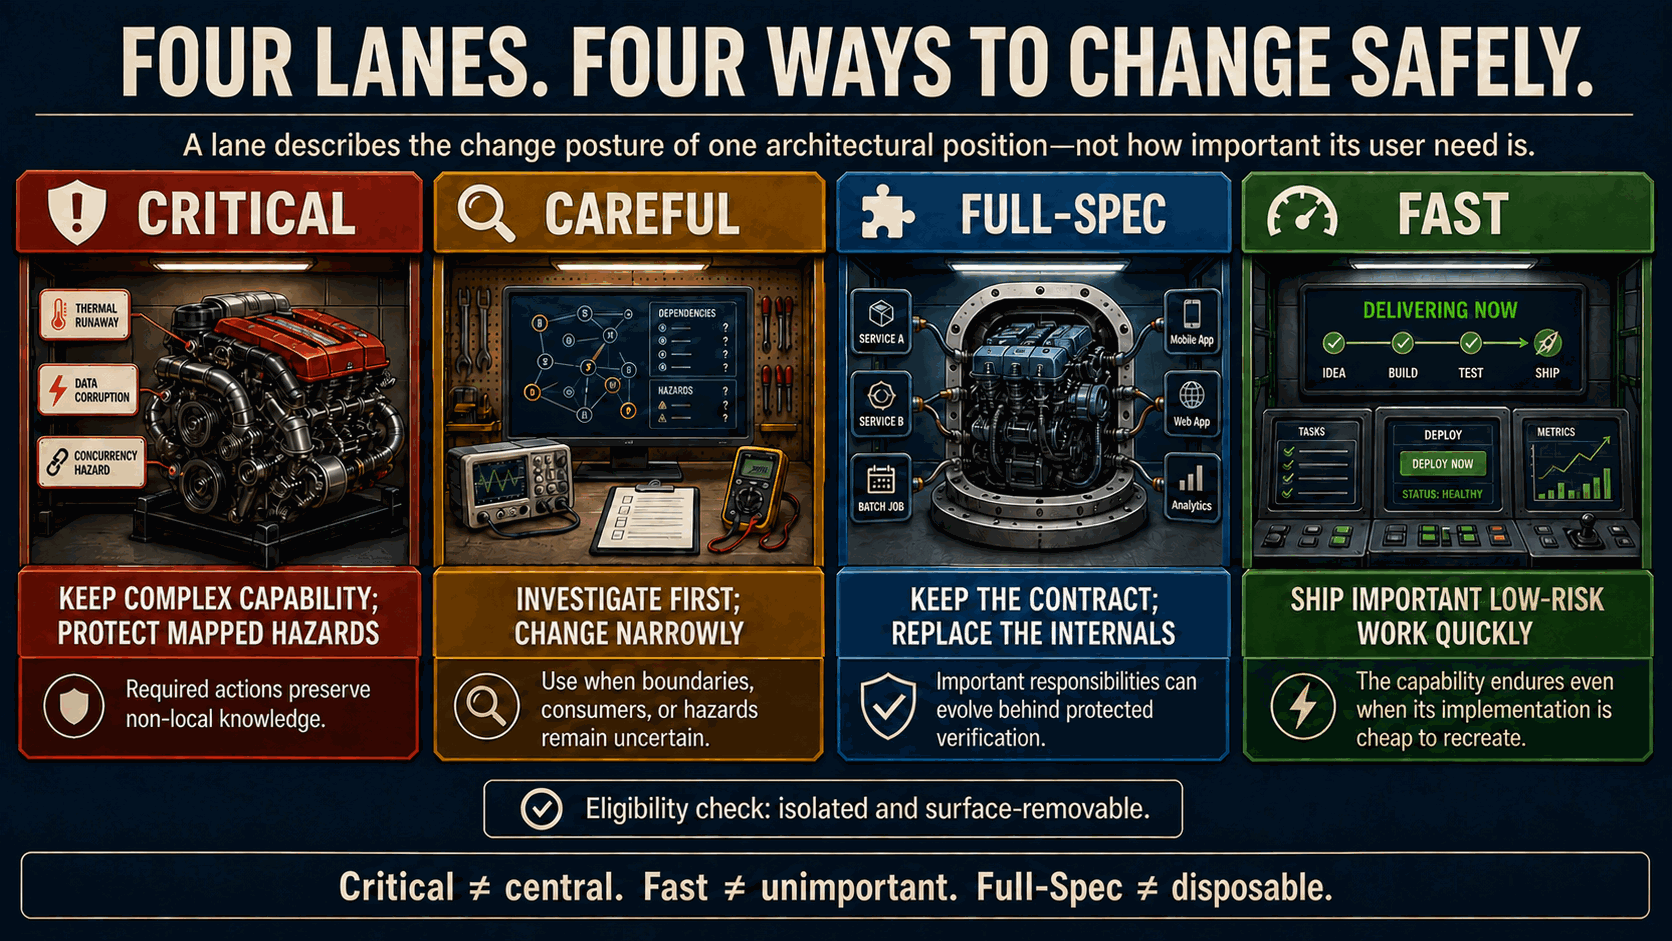 FOUR LANES. FOUR WAYS TO CHANGE SAFELY.
A lane describes the change posture of one architectural position—not how important its user need is.
CRITICAL
THERMAL
RUNAWAY
DATA
CORRUPTION
CONCURRENCY
HAZARD
KEEP COMPLEX CAPABILITY;
PROTECT MAPPED HAZARDS
Required actions preserve
non-local knowledge.
CAREFUL
DEPENDENCIES
?
?
?
?
HAZARDS
?
?
INVESTIGATE FIRST;
CHANGE NARROWLY
Use when boundaries,
consumers, or hazards
remain uncertain.
FULL-SPEC
SERVICE A
SERVICE B
BATCH JOB
Mobile App
Web App
Analytics
KEEP THE CONTRACT;
REPLACE THE INTERNALS
Important responsibilities can
evolve behind protected
verification.
FAST
DELIVERING NOW
IDEA
BUILD
TEST
SHIP
TASKS
DEPLOY
DEPLOY NOW
STATUS: HEALTHY
METRICS
SHIP IMPORTANT LOW-RISK
WORK QUICKLY
The capability endures even
when its implementation is
cheap to recreate.
Eligibility check: isolated and surface-removable.
Critical ≠ central. Fast ≠ unimportant. Full-Spec ≠ disposable.